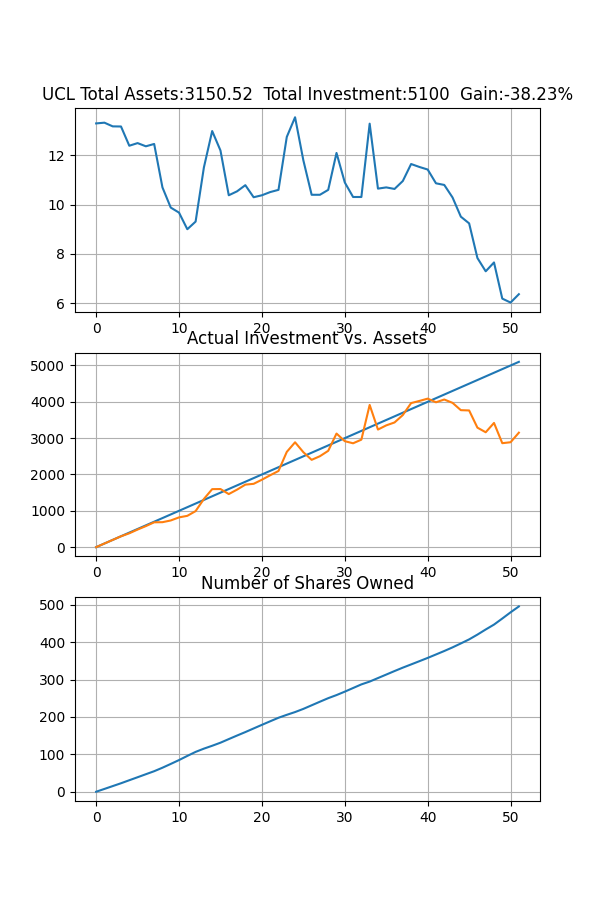 UCL Total Assets:3150.52  Total Investment:5100  Gain:-38.23%
12
10
8
6
0 10 20 30 40 50
Actual Investment vs. Assets
5000
4000
3000
2000
1000
0
0 10 20 30 40 50
Number of Shares Owned
500
400
300
200
100
0
0 10 20 30 40 50